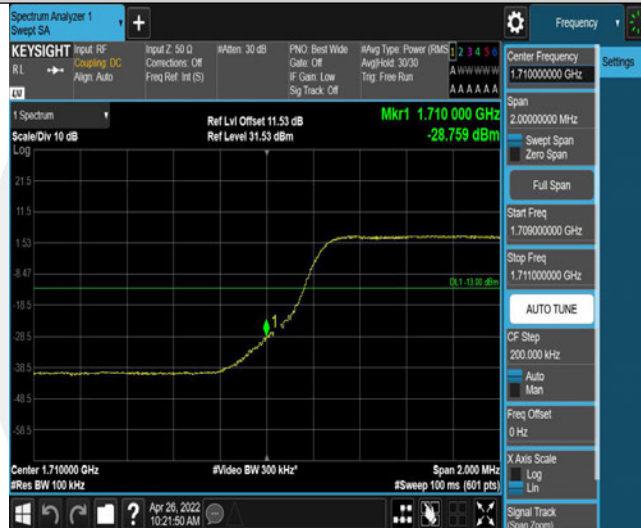 Spectrum Analyzer 1
Swept SA
Frequency
KEYSIGHT
RL
Input: RF
Coupling: DC
Align: Auto
Input Z: 50 Ω
Corrections: Off
Freq Ref: Int (S)
#Atten: 30 dB
PNO: Best Wide
Gate: Off
IF Gain: Low
Sig Track: Off
#Avg Type: Power (RMS
Avg|Hold: 30/30
Trig: Free Run
1 2 3 4 5 6
A W W W W W
A A A A A A
1 Spectrum
Scale/Div 10 dB
Log
Ref Lvl Offset 11.53 dB
Ref Level 31.53 dBm
Mkr1 1.710 000 GHz
-28.759 dBm
21.5
11.5
1.53
-8.47
-18.5
-28.5
-38.5
-48.5
-58.5
DL1 -13.00 dBm
1
Center 1.710000 GHz
#Res BW 100 kHz
#Video BW 300 kHz*
Span 2.000 MHz
#Sweep 100 ms (601 pts)
Apr 26, 2022
10:21:50 AM
?
Center Frequency
1.710000000 GHz
Settings
Span
2.00000000 MHz
Swept Span
Zero Span
Full Span
Start Freq
1.709000000 GHz
Stop Freq
1.711000000 GHz
AUTO TUNE
CF Step
200.000 kHz
Auto
Man
Freq Offset
0 Hz
X Axis Scale
Log
Lin
Signal Track
(Span Zoom)